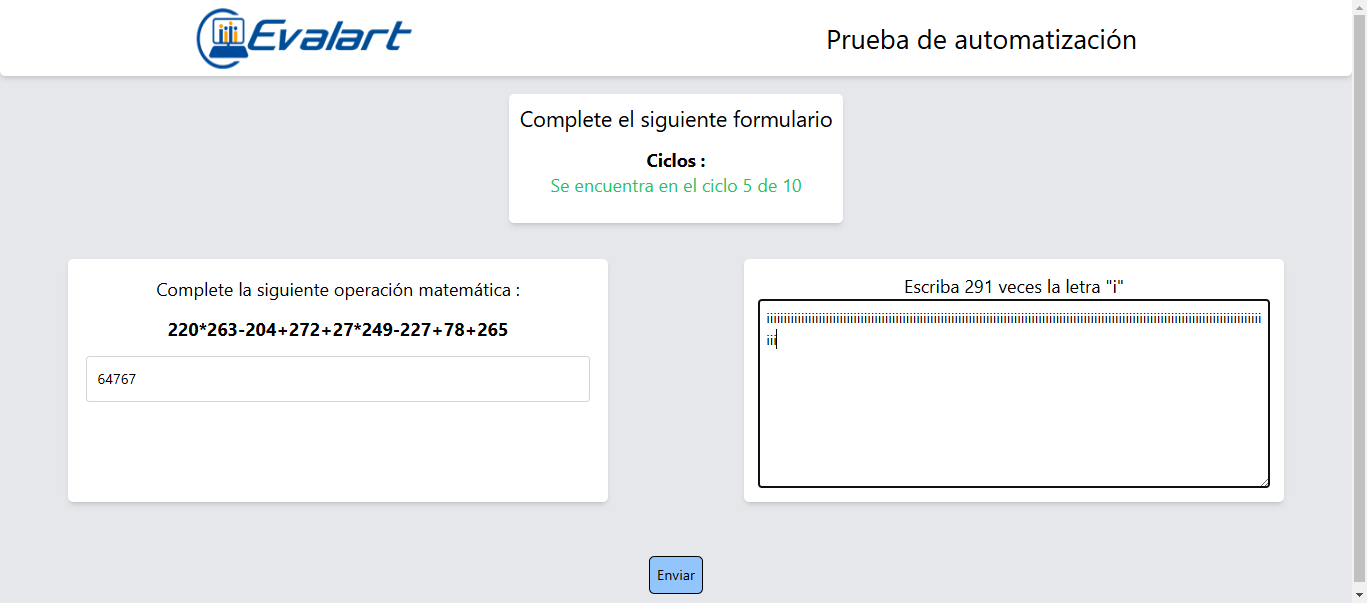 Evalart
Prueba de automatización
Complete el siguiente formulario
Ciclos :
Se encuentra en el ciclo 5 de 10
Complete la siguiente operación matemática :
220*263-204+272+27*249-227+78+265
64767
Escriba 291 veces la letra "i"
iiiiiiiiiiiiiiiiiiiiiiiiiiiiiiiiiiiiiiiiiiiiiiiiiiiiiiiiiiiiiiiiiiiiiiiiiiiiiiiiiiiiiiiiiiiiiiiiiiiiiiiiiiiiiiiiiiiiiiiiiiiiiiiiiiiiiiiiiiiiii
iii
Enviar